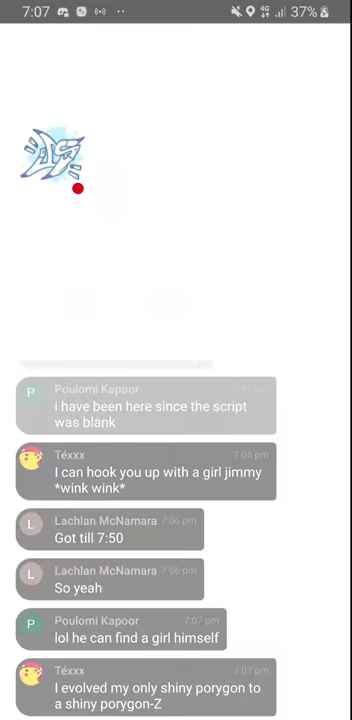 7:07
4G
37%
Poulomi Kapoor
i have been here since the script
was blank
Téxxx 7:06 pm
I can hook you up with a girl jimmy
*wink wink*
L
Lachlan McNamara 7:06 pm
Got till 7:50
L
Lachlan McNamara 7:06 pm
So yeah
P
Poulomi Kapoor 7:07 pm
lol he can find a girl himself
Téxxx 7:07 pm
I evolved my only shiny porygon to
a shiny porygon-Z